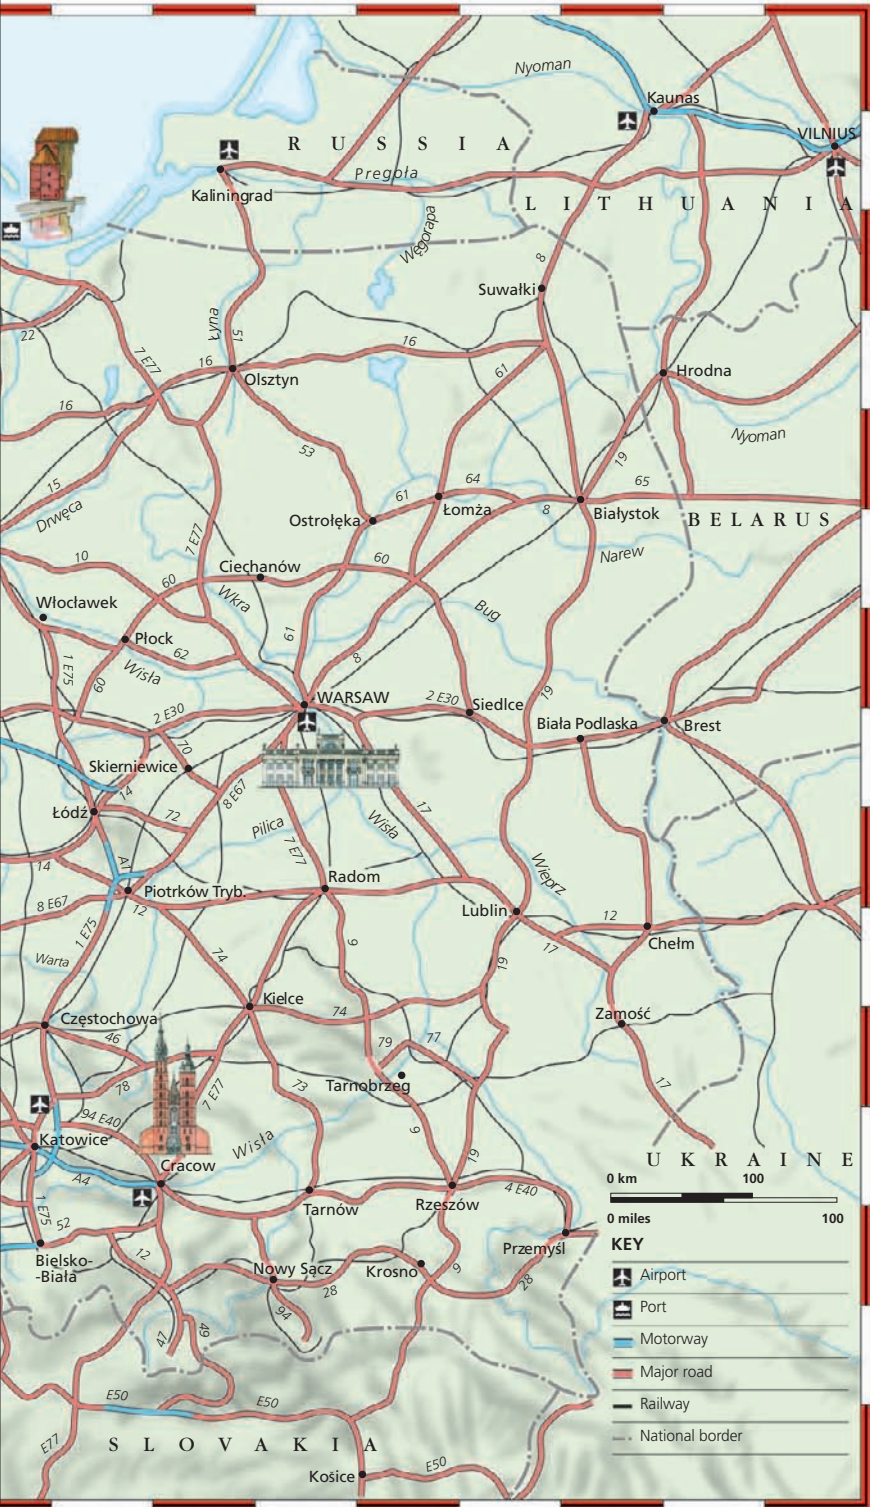 Nyoman
Kaunas
VILNIUS
R U S S I A
Pregoła
Kaliningrad
L I T H U A N I A
Węgorapa
8
Suwałki
Łyna
51
22
7 E77
16
16
61
Olsztyn
Hrodna
16
Nyoman
53
19
15
61
64
65
Drwęca
Łomża
8
Białystok
B E L A R U S
Ostrołęka
7 E77
Narew
10
Ciechanów
60
60
Wkra
Włocławek
Bug
61
Płock
62
8
Wisła
1 E75
60
WARSAW
2 E30
Siedlce
19
2 E30
Biała Podlaska
Brest
70
Skierniewice
14
8 E67
17
Łódź
72
Pilica
Wisła
7 E77
14
A1
Wieprz
Radom
Piotrków Tryb.
8 E67
12
Lublin
12
1 E75
9
17
Chełm
Warta
74
19
Kielce
74
Zamość
Częstochowa
46
79
77
78
7 E77
73
Tarnobrzeg
17
94 E40
9
Katowice
Wisła
19
U K R A I N E
Cracow
A4
0 km
100
4 E40
1 E75
Tarnów
Rzeszów
0 miles
100
52
Przemyśl
KEY
Bielsko-
-Biała
12
Nowy Sącz
Krosno
9
Airport
28
28
94
Port
47
49
Motorway
Major road
E50
E50
Railway
E77
S L O V A K I A
National border
Košice
E50